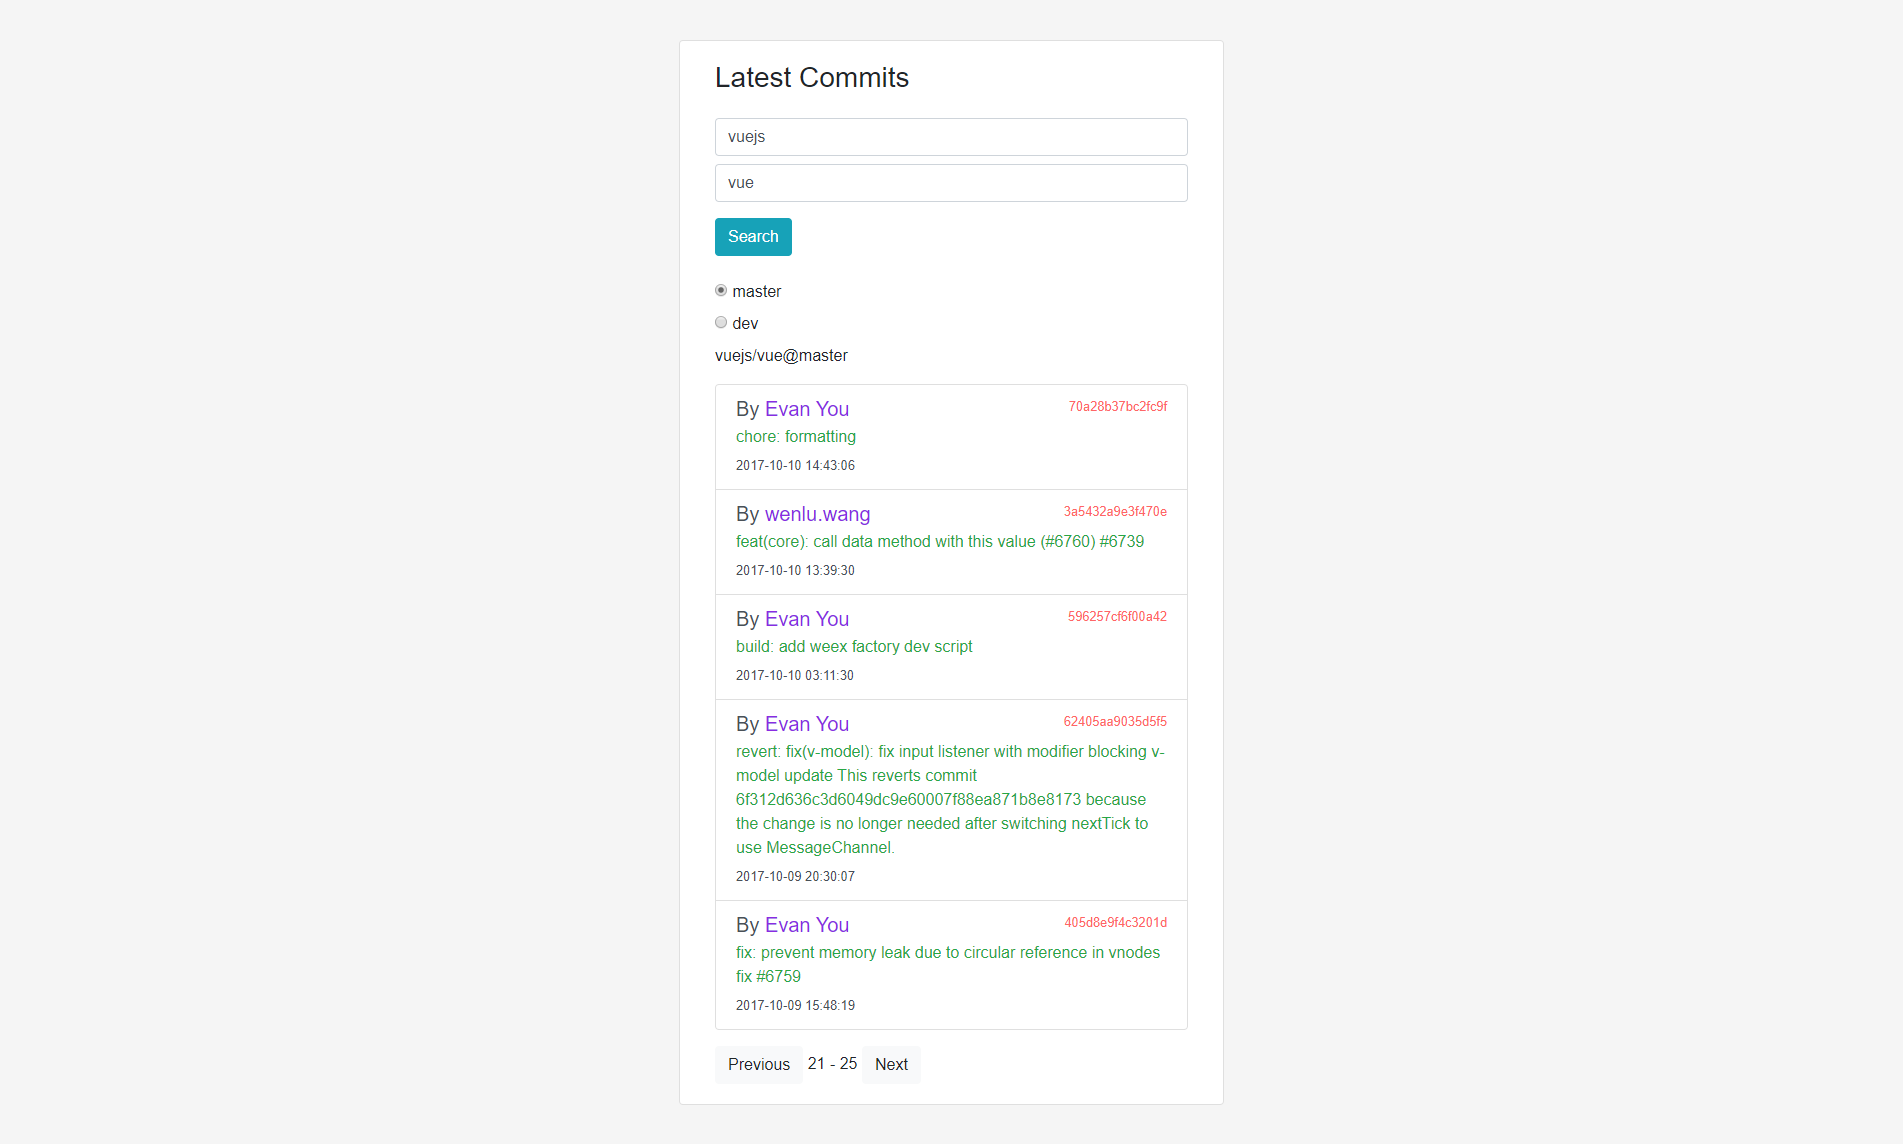 Latest Commits
vuejs
vue
Search
master
dev
vuejs/vue@master
By Evan You 70a28b37bc2fc9f
chore: formatting
2017-10-10 14:43:06
By wenlu.wang 3a5432a9e3f470e
feat(core): call data method with this value (#6760) #6739
2017-10-10 13:39:30
By Evan You 596257cf6f00a42
build: add weex factory dev script
2017-10-10 03:11:30
By Evan You 62405aa9035d5f5
revert: fix(v-model): fix input listener with modifier blocking v-
model update This reverts commit
6f312d636c3d6049dc9e60007f88ea871b8e8173 because
the change is no longer needed after switching nextTick to
use MessageChannel.
2017-10-09 20:30:07
By Evan You 405d8e9f4c3201d
fix: prevent memory leak due to circular reference in vnodes
fix #6759
2017-10-09 15:48:19
Previous 21 - 25 Next